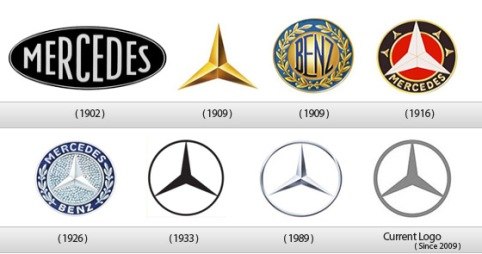 MERCEDES
BENZ
MERCEDES
(1902)
(1909)
(1909)
(1916)
MERCEDES
BENZ
(1926)
(1933)
(1989)
Current Logo
( Since 2009 )